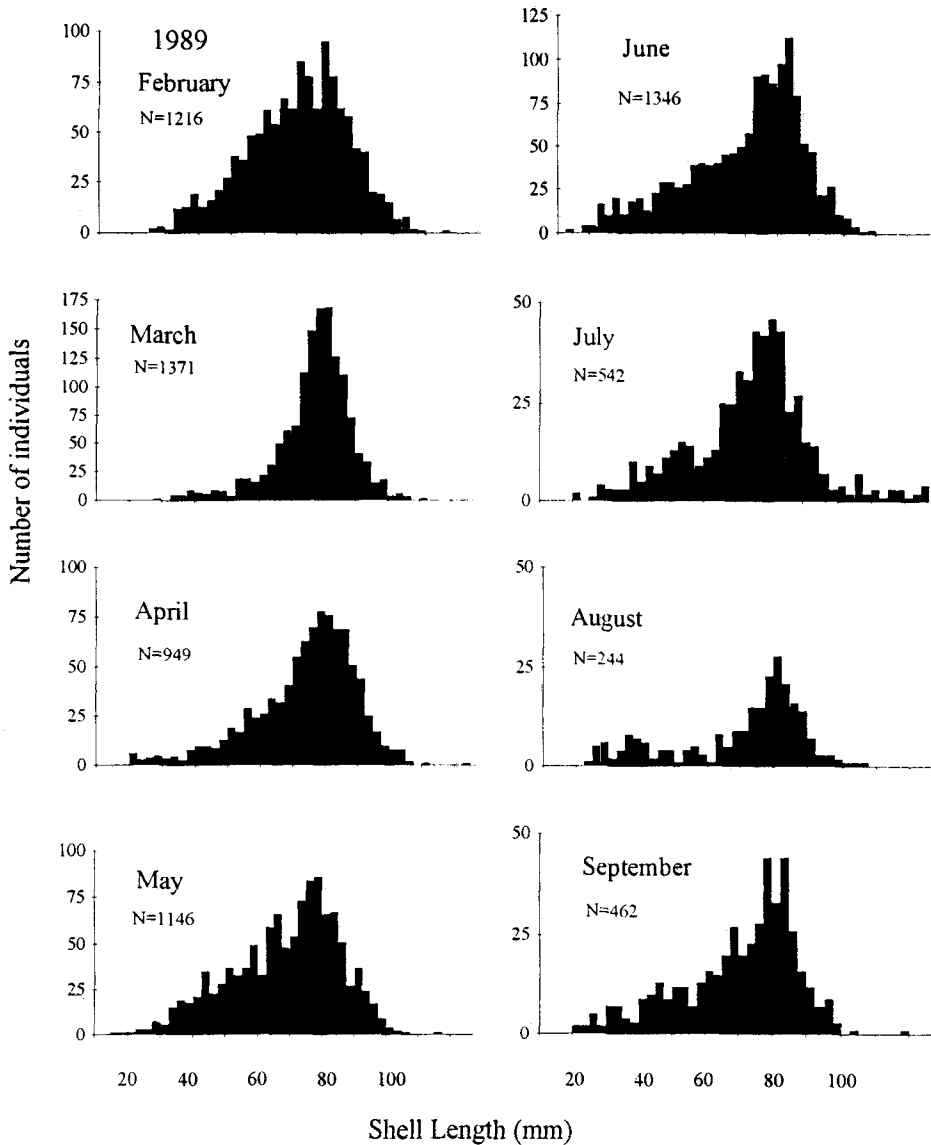 1989
February
N=1216
100
75
50
25
0
June
N=1346
125
100
75
50
25
0
March
N=1371
175
150
125
100
75
50
25
0
July
N=542
50
25
0
April
N=949
100
75
50
25
0
August
N=244
50
25
0
May
N=1146
100
75
50
25
0
September
N=462
50
25
0
20 40 60 80 100
20 40 60 80 100
Number of individuals
Shell Length (mm)